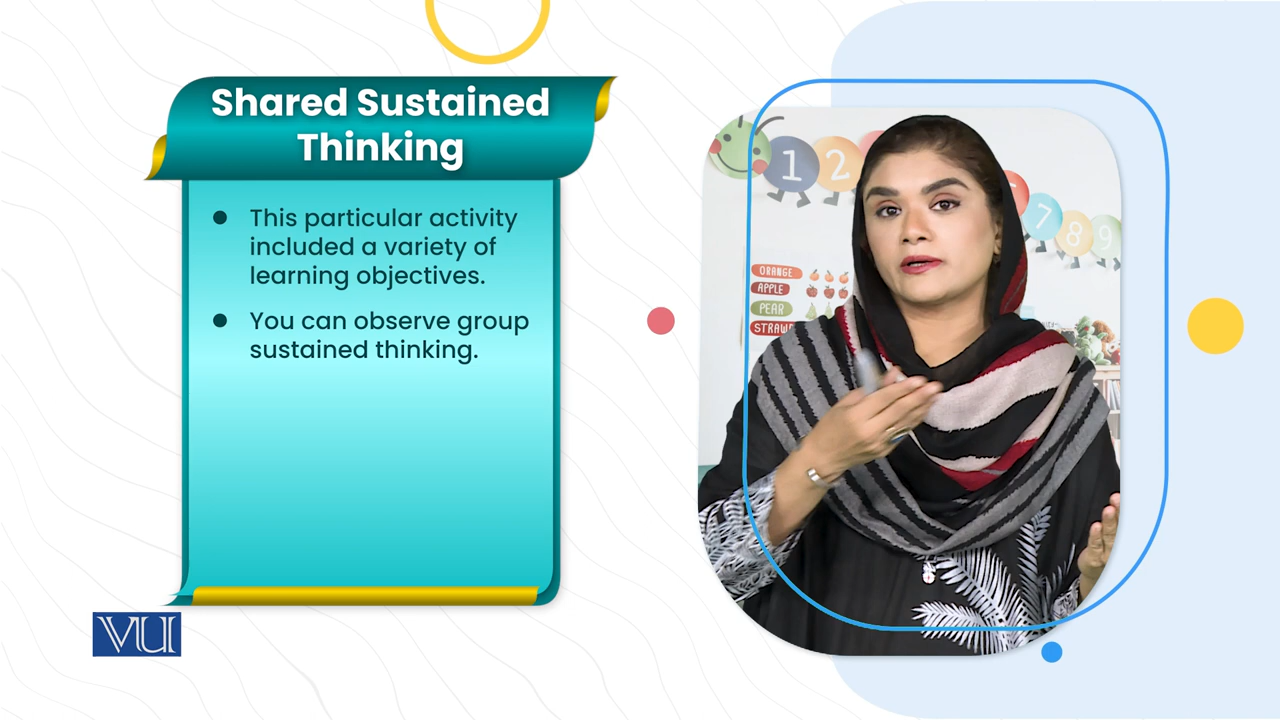 Shared Sustained
Thinking
● This particular activity
included a variety of
learning objectives.
● You can observe group
sustained thinking.
VU
1 2
7 8 9
ORANGE
APPLE
PEAR
STRAW